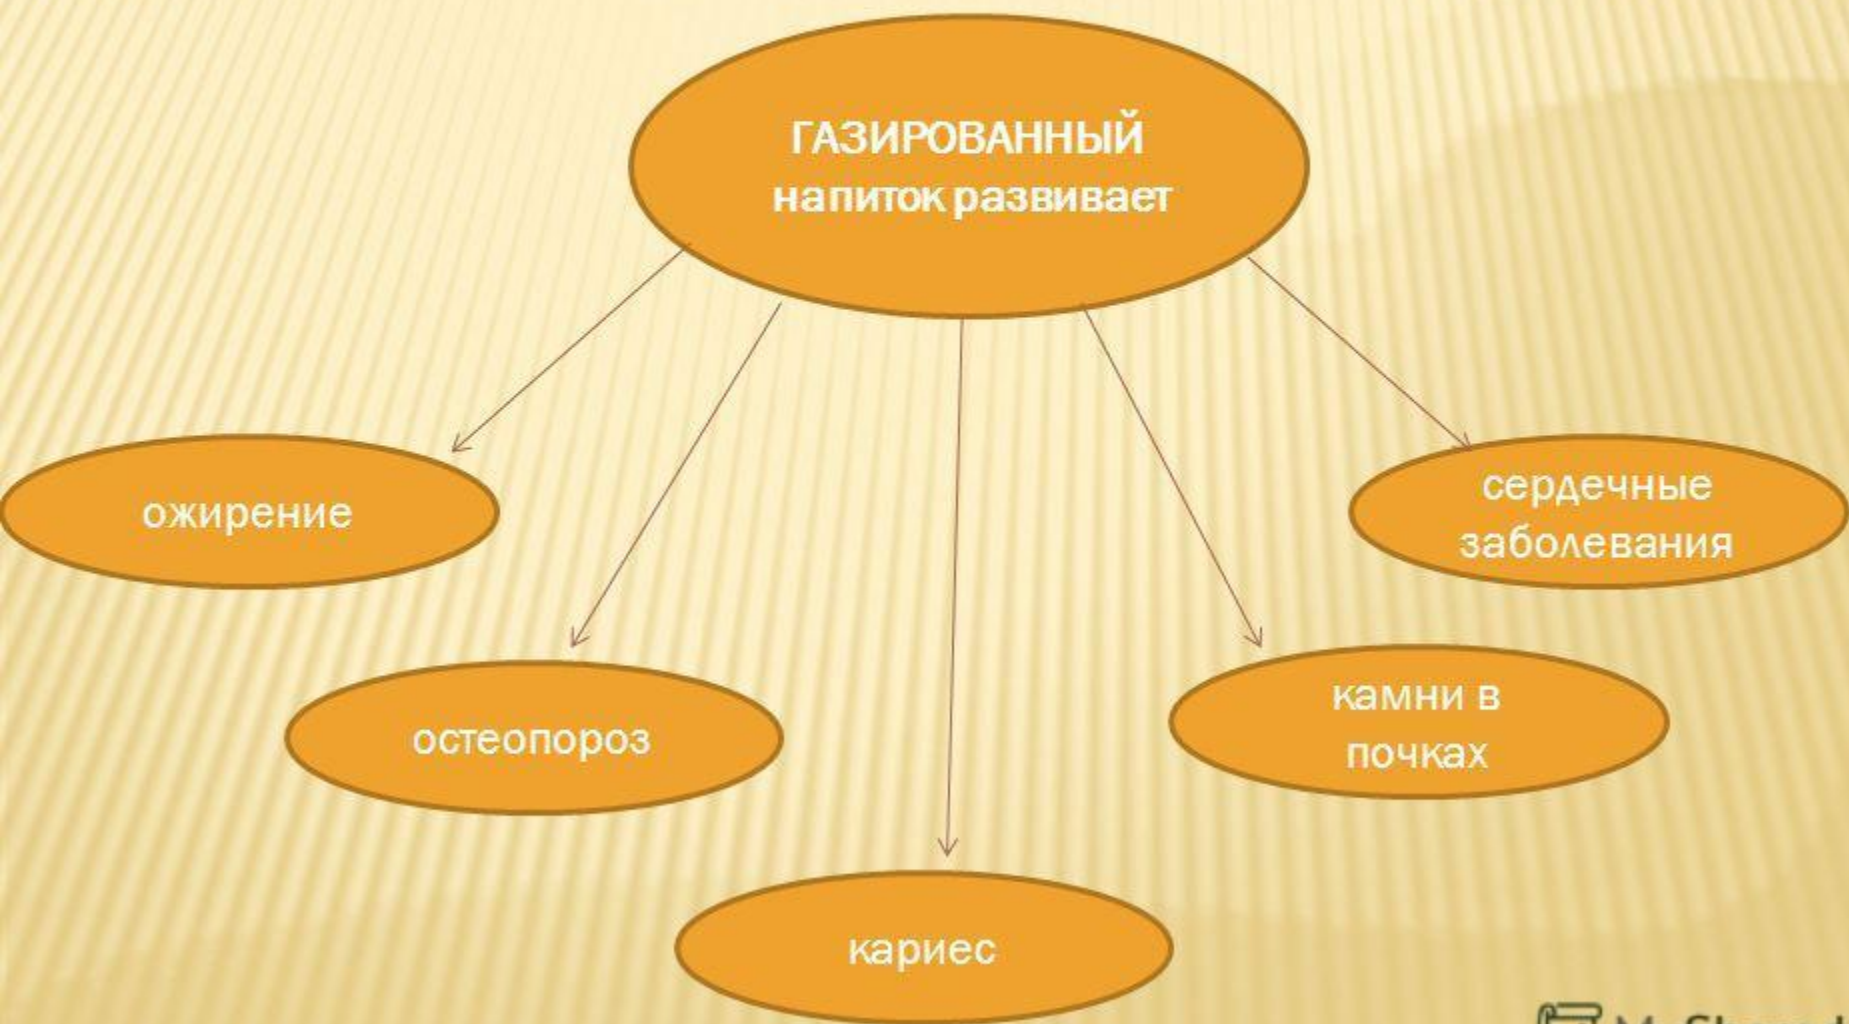 ГАЗИРОВАННЫЙ
напиток развивает
ожирение
сердечные
заболевания
остеопороз
камни в
почках
кариес